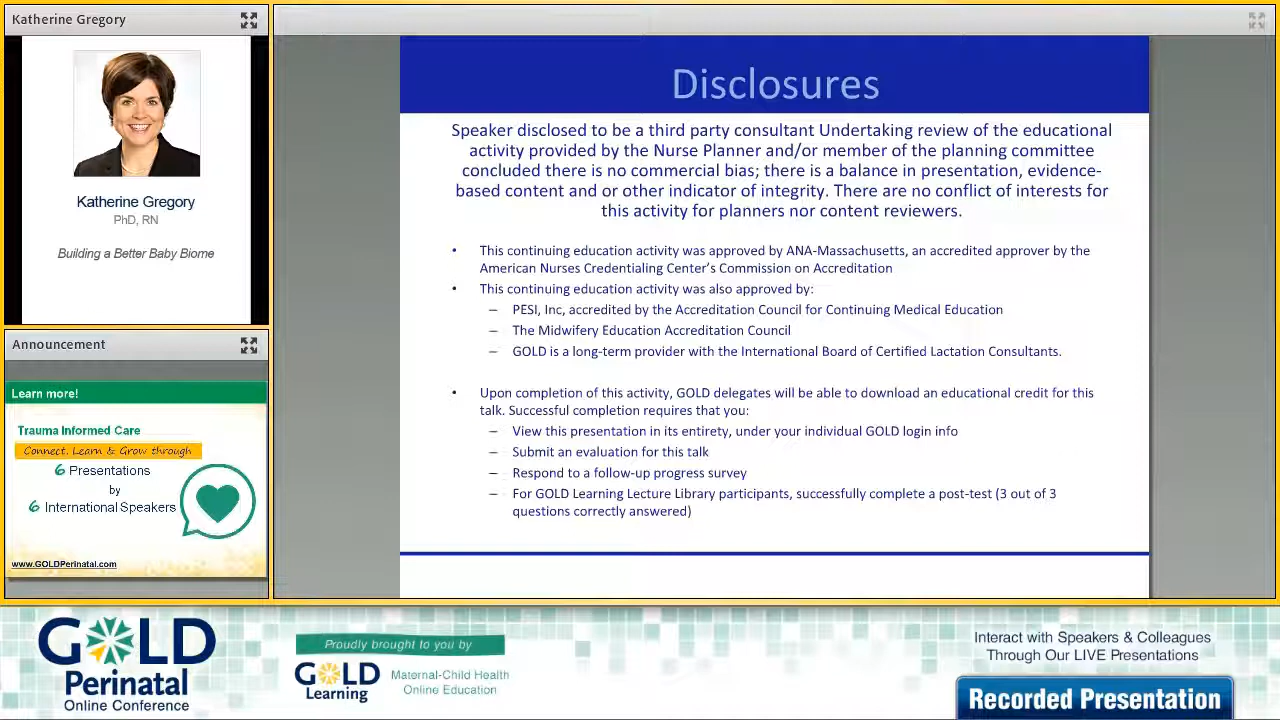 Katherine Gregory
Katherine Gregory
PhD, RN
Building a Better Baby Biome
Announcement
Learn more!
Trauma Informed Care
Connect, Learn & Grow through
6 Presentations
by
6 International Speakers
www.GOLDPerinatal.com
Disclosures
Speaker disclosed to be a third party consultant Undertaking review of the educational
activity provided by the Nurse Planner and/or member of the planning committee
concluded there is no commercial bias; there is a balance in presentation, evidence-
based content and or other indicator of integrity. There are no conflict of interests for
this activity for planners nor content reviewers.
• This continuing education activity was approved by ANA-Massachusetts, an accredited approver by the
American Nurses Credentialing Center's Commission on Accreditation
• This continuing education activity was also approved by:
– PESI, Inc, accredited by the Accreditation Council for Continuing Medical Education
– The Midwifery Education Accreditation Council
– GOLD is a long-term provider with the International Board of Certified Lactation Consultants.
• Upon completion of this activity, GOLD delegates will be able to download an educational credit for this
talk. Successful completion requires that you:
– View this presentation in its entirety, under your individual GOLD login info
– Submit an evaluation for this talk
– Respond to a follow-up progress survey
– For GOLD Learning Lecture Library participants, successfully complete a post-test (3 out of 3
questions correctly answered)
GOLD
Perinatal
Online Conference
Proudly brought to you by
GOLD
Learning
Maternal-Child Health
Online Education
Interact with Speakers & Colleagues
Through Our LIVE Presentations
Recorded Presentation